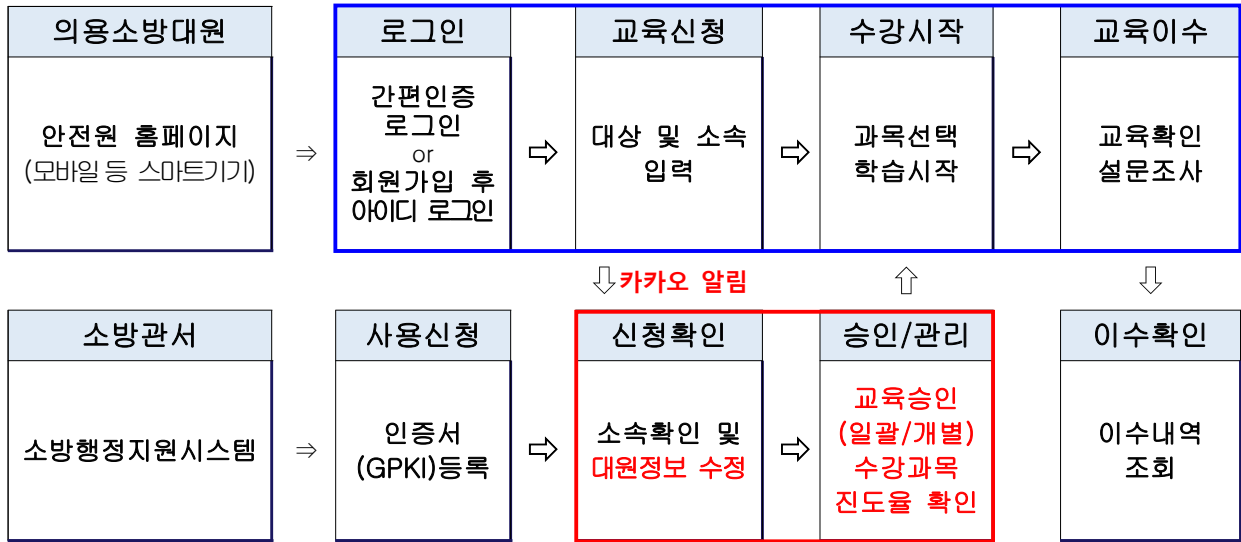 의용소방대원
안전원 홈페이지
(모바일 등 스마트기기)
⇒
로그인
간편인증
로그인
or
회원가입 후
아이디 로그인
교육신청
대상 및 소속
입력
수강시작
과목선택
학습시작
교육이수
교육확인
설문조사
카카오 알림
소방관서
소방행정지원시스템
⇒
사용신청
인증서
(GPKI)등록
신청확인
소속확인 및
대원정보 수정
승인/관리
교육승인
(일괄/개별)
수강과목
진도율 확인
이수확인
이수내역
조회